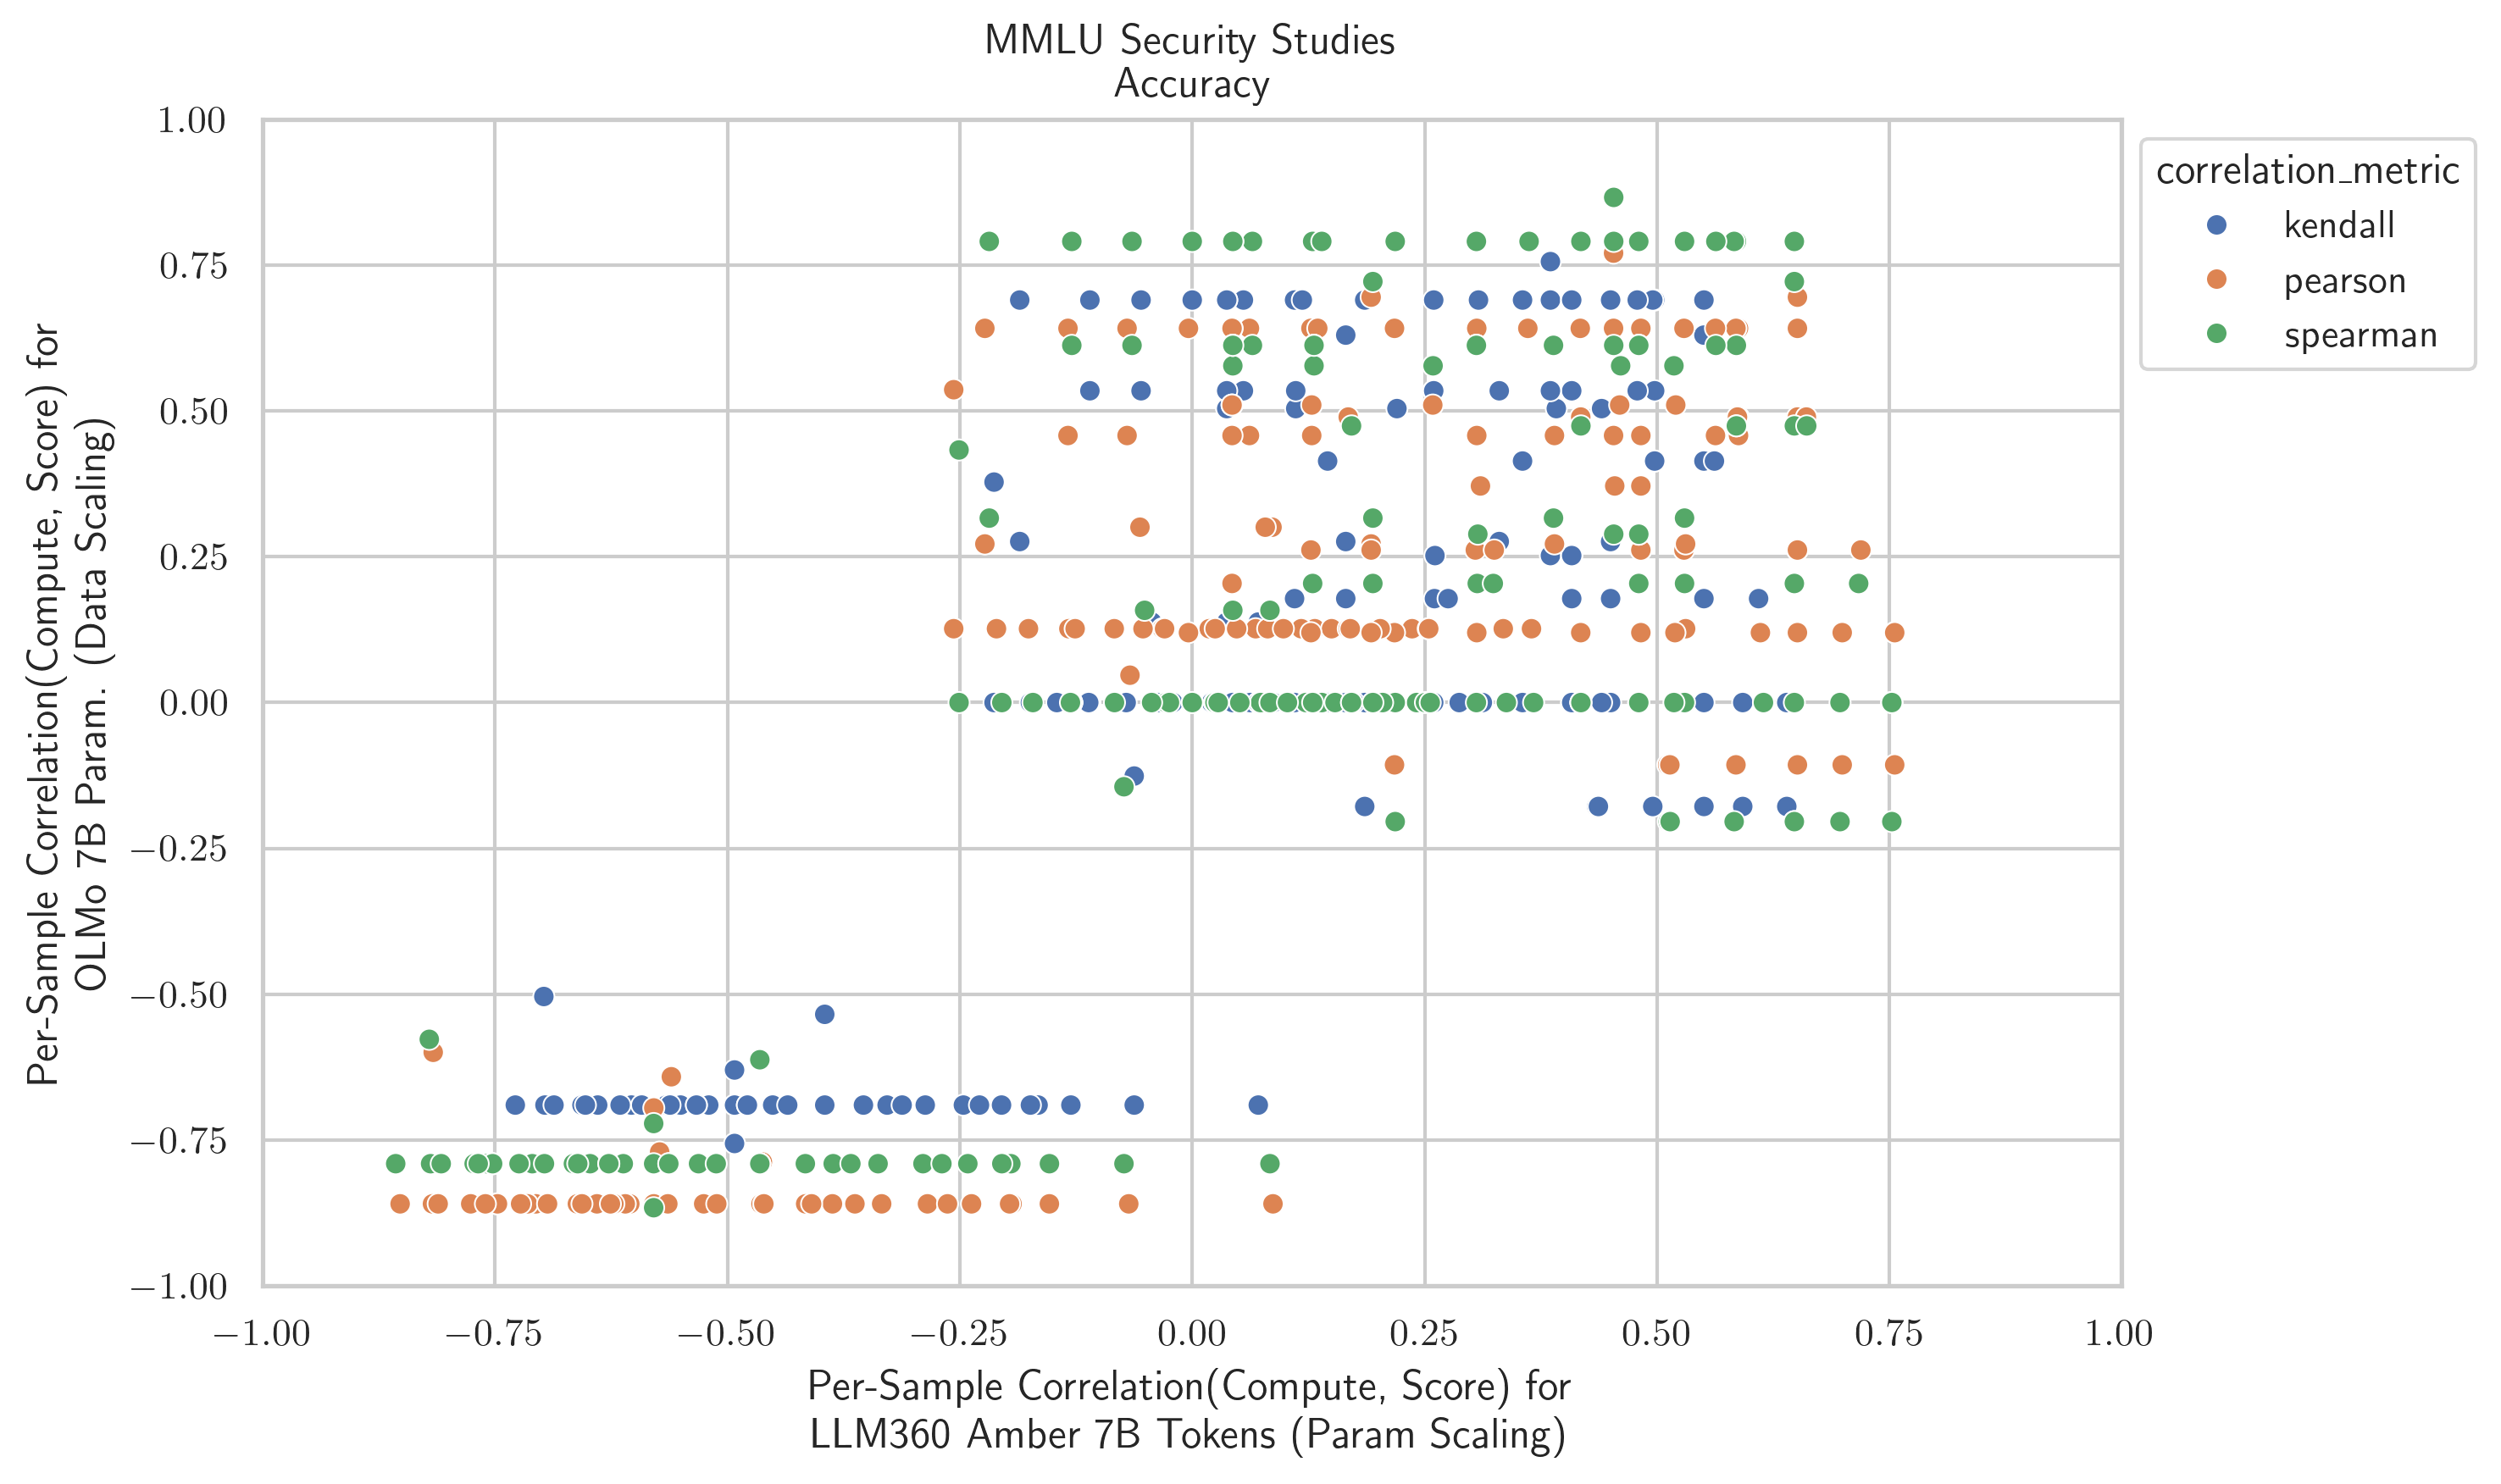 MMLU Security Studies
Accuracy
Per-Sample Correlation(Compute, Score) for
OLMo 7B Param. (Data Scaling)
1.00
0.75
0.50
0.25
0.00
−0.25
−0.50
−0.75
−1.00
−1.00
−0.75
−0.50
−0.25
0.00
0.25
0.50
0.75
1.00
Per-Sample Correlation(Compute, Score) for
LLM360 Amber 7B Tokens (Param Scaling)
correlation_metric
kendall
pearson
spearman